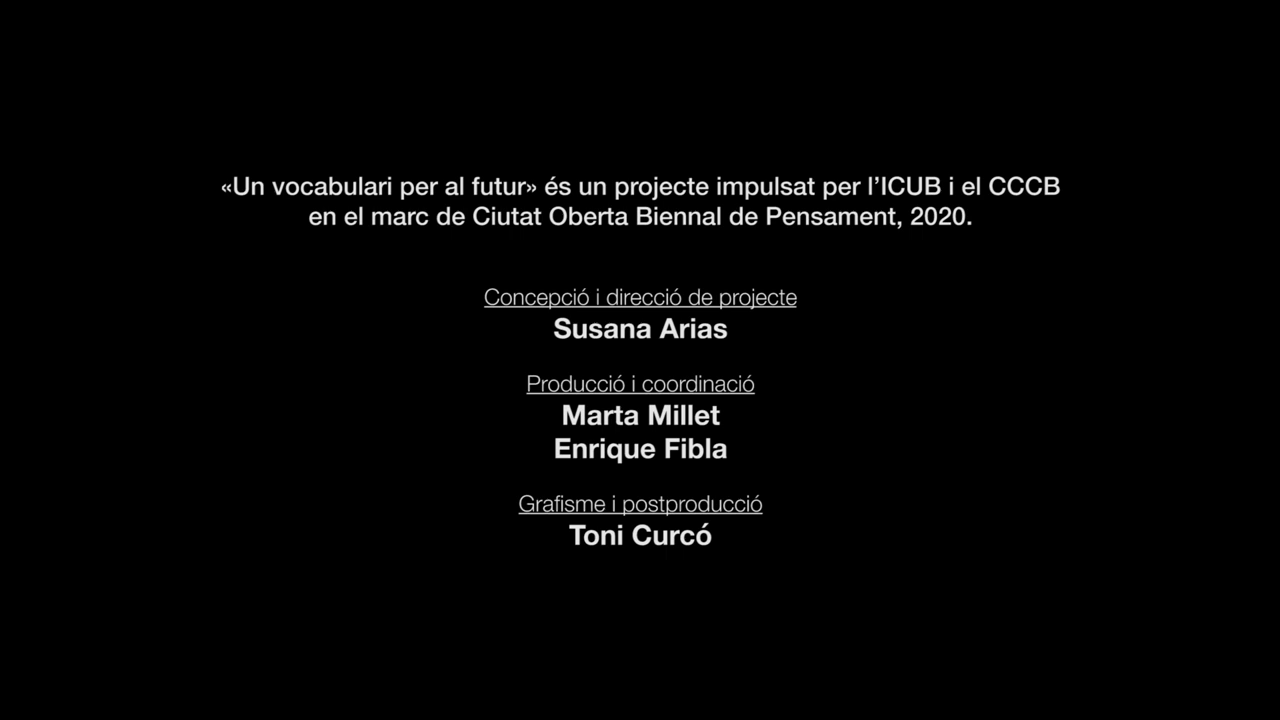 «Un vocabulari per al futur» és un projecte impulsat per l’ICUB i el CCCB
en el marc de Ciutat Oberta Biennal de Pensament, 2020.
Concepció i direcció de projecte
Susana Arias
Producció i coordinació
Marta Millet
Enrique Fibla
Grafisme i postproducció
Toni Curcó